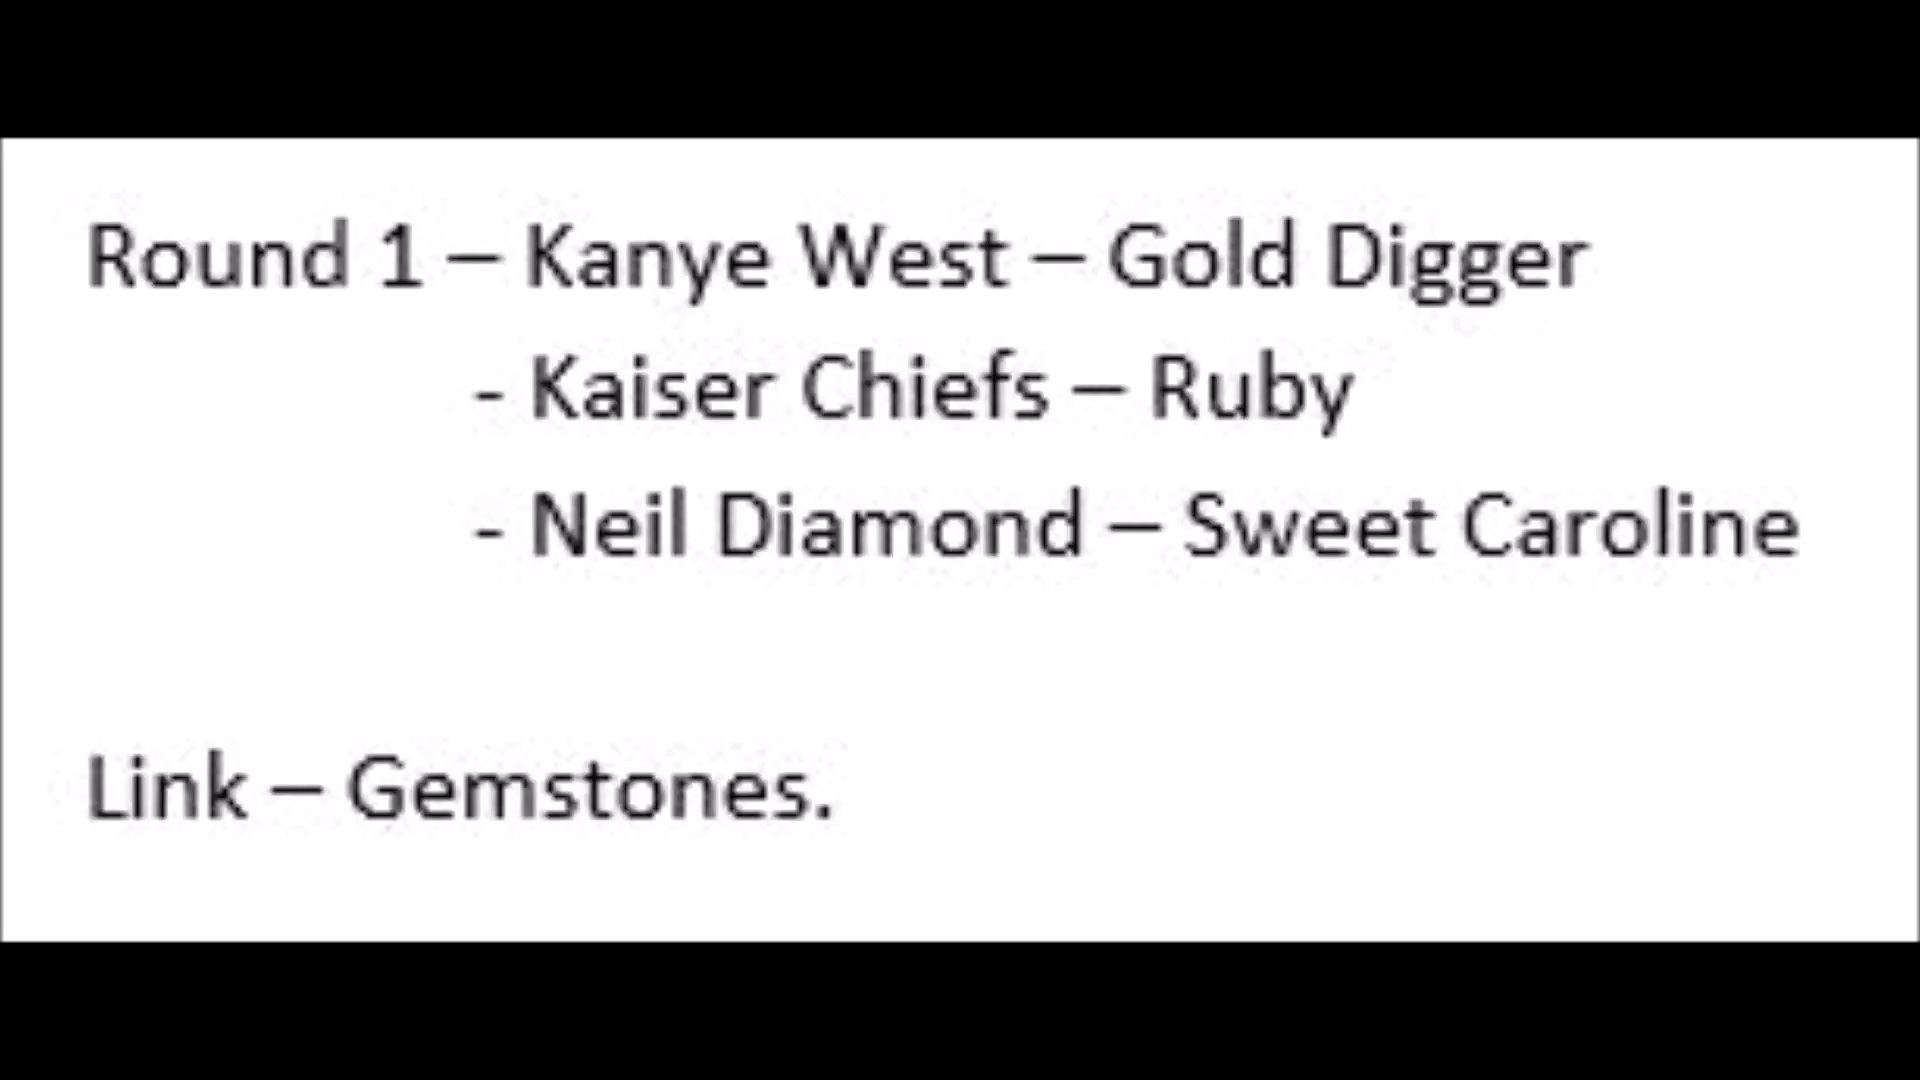 Round 1 – Kanye West – Gold Digger
- Kaiser Chiefs – Ruby
- Neil Diamond – Sweet Caroline
Link – Gemstones.